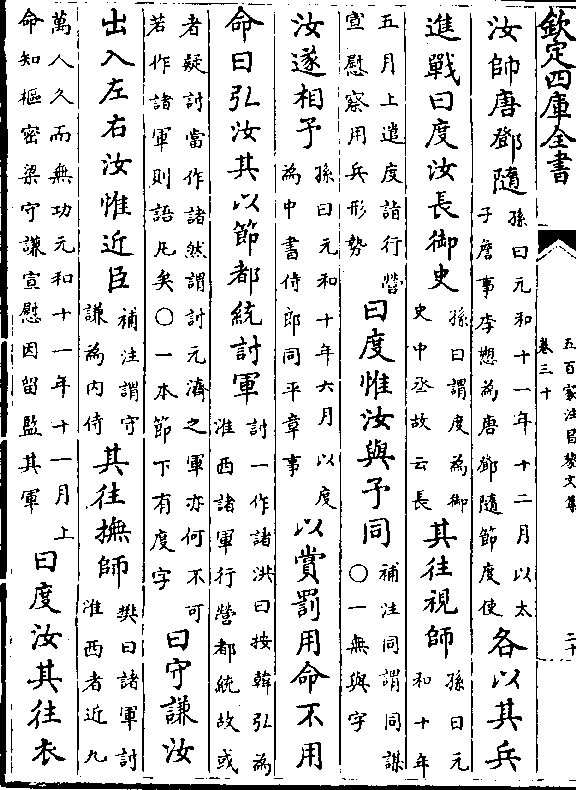 欽定四庫全書
五百家注昌黎文集
卷三十
二十
汝帥唐鄧隨孫曰元和十一年十二月以太子詹事李愬為唐鄧隨節度使各以其兵
進戰曰度汝長御史孫曰謂度為御史中丞故云長其往視師孫曰元和十年
五月上遣度詣行營宣慰察用兵形勢曰度惟汝與予同補注同謂同謀○一無與字
汝遂相予孫曰元和十年六月以度為中書侍郎同平章事以賞罰用命不用
命曰弘汝其以節都統討軍討一作諸洪曰按韓弘為淮西諸軍行營都統故或
者疑討當作諸然謂討元濟之軍亦何不可若作諸軍則語凡矣○一本節下有度字曰守謙汝
出入左右汝惟近臣補注謂守謙為內侍其往撫師樊曰諸軍討淮西者近九
萬人久而無功元和十一年十一月上命知樞密梁守謙宣慰因留監其軍曰度汝其往衣